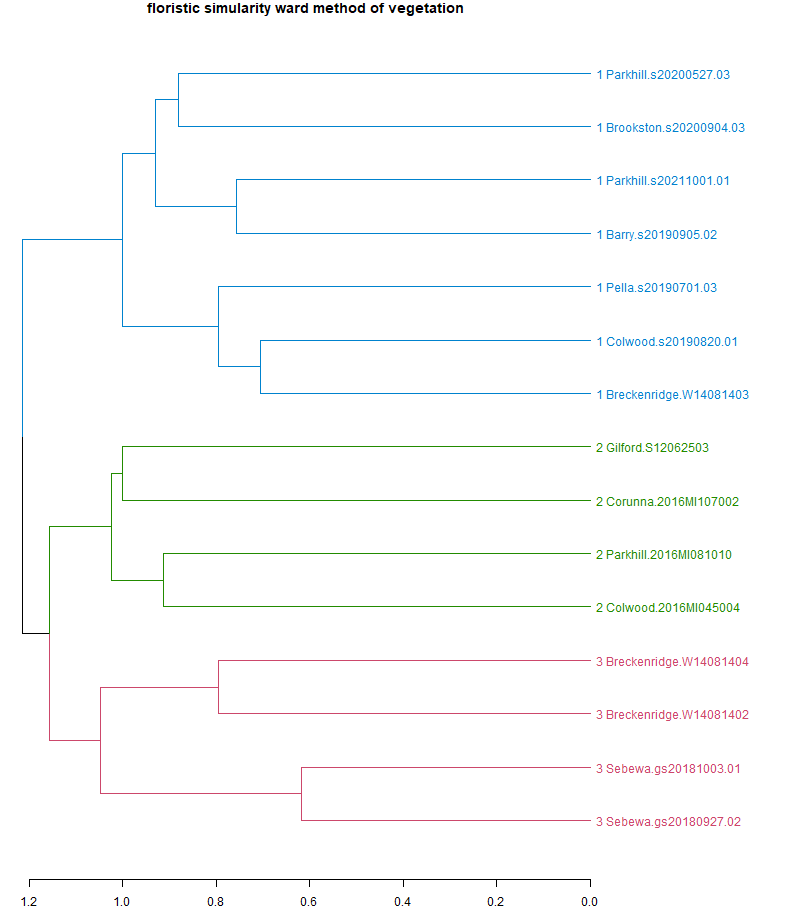 floristic simularity ward method of vegetation
1 Parkhill.s20200527.03
1 Brookston.s20200904.03
1 Parkhill.s20211001.01
1 Barry.s20190905.02
1 Pella.s20190701.03
1 Colwood.s20190820.01
1 Breckenridge.W14081403
2 Gilford.S12062503
2 Corunna.2016MI107002
2 Parkhill.2016MI081010
2 Colwood.2016MI045004
3 Breckenridge.W14081404
3 Breckenridge.W14081402
3 Sebewa.gs20181003.01
3 Sebewa.gs20180927.02
1.2 1.0 0.8 0.6 0.4 0.2 0.0